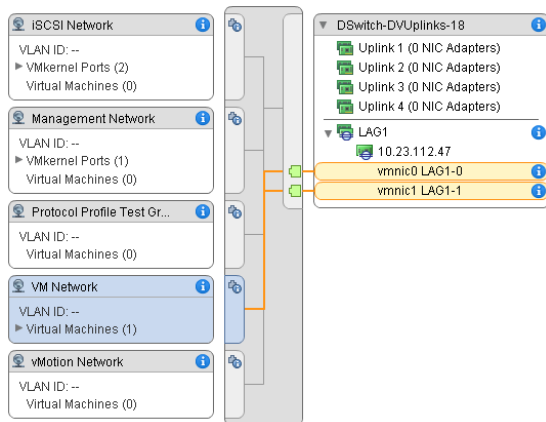 iSCSI Network
VLAN ID: --
VMkernel Ports (2)
Virtual Machines (0)
Management Network
VLAN ID: --
VMkernel Ports (1)
Virtual Machines (0)
Protocol Profile Test Gr...
VLAN ID: --
Virtual Machines (0)
VM Network
VLAN ID: --
Virtual Machines (1)
vMotion Network
VLAN ID: --
Virtual Machines (0)
DSwitch-DVUplinks-18
Uplink 1 (0 NIC Adapters)
Uplink 2 (0 NIC Adapters)
Uplink 3 (0 NIC Adapters)
Uplink 4 (0 NIC Adapters)
LAG1
10.23.112.47
vmnic0 LAG1-0
vmnic1 LAG1-1